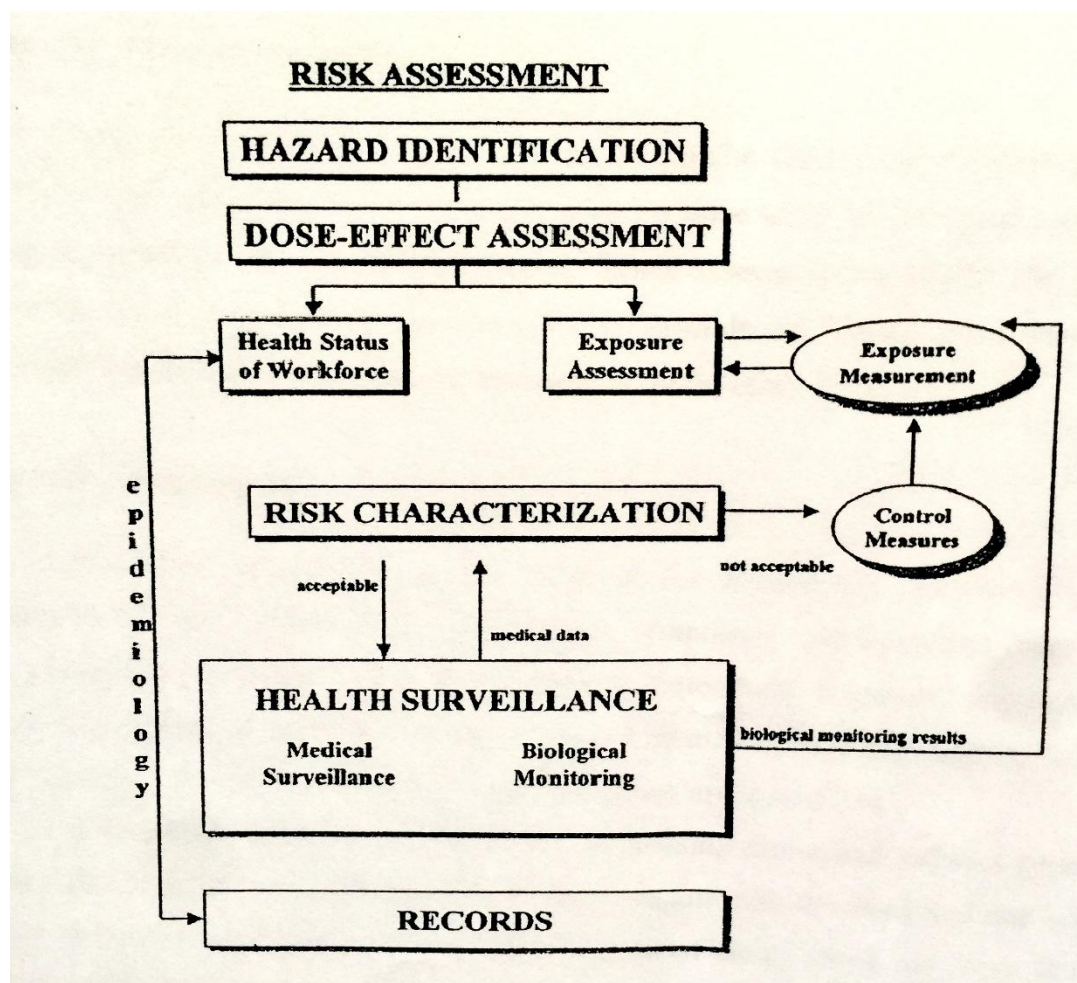 RISK ASSESSMENT
HAZARD IDENTIFICATION
DOSE-EFFECT ASSESSMENT
Health Status
of Workforce
Exposure
Assessment
Exposure
Measurement
epidemiology
RISK CHARACTERIZATION
Control
Measures
not acceptable
acceptable
medical data
HEALTH SURVEILLANCE
Medical
Surveillance
Biological
Monitoring
biological monitoring results
RECORDS